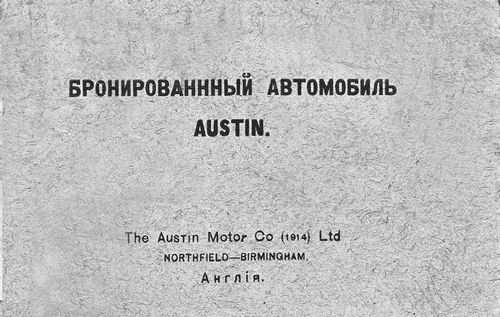 БРОНИРОВАНННЫЙ АВТОМОБИЛЬ
AUSTIN.
The Austin Motor Co (1914) Ltd
NORTHFIELD—BIRMINGHAM.
Англія.